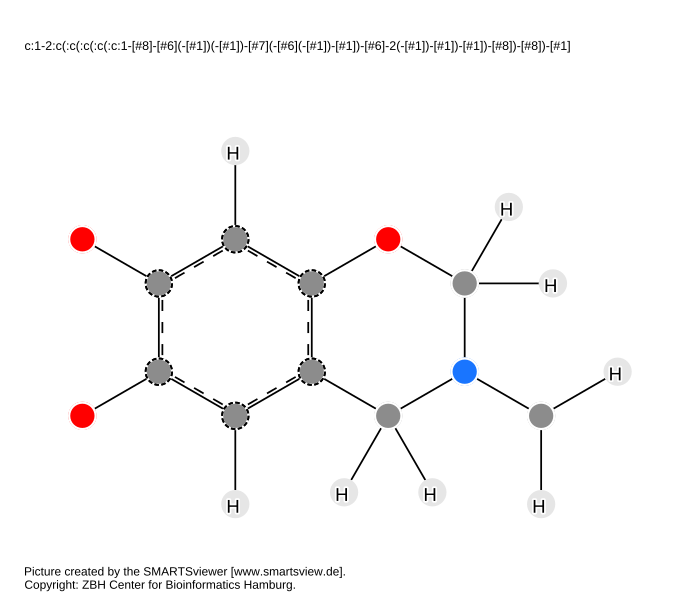 c:1-2:c(:c(:c(:c(:c:1-[#8]-[#6](-[#1])(-[#1])-[#7](-[#6](-[#1])-[#1])-[#6]-2(-[#1])-[#1])-[#1])-[#8])-[#8])-[#1]
H
H
H
H
H H
H H
Picture created by the SMARTSviewer [www.smartsview.de].
Copyright: ZBH Center for Bioinformatics Hamburg.